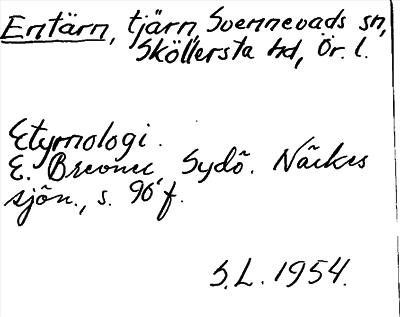 Entärn, tjärn, Svennevads sn,
Sköllersta hd, Ör. l.
Etymologi.
E. Brevner, Sydö. Närkes
sjön., s. 96 f.
S.L. 1954.